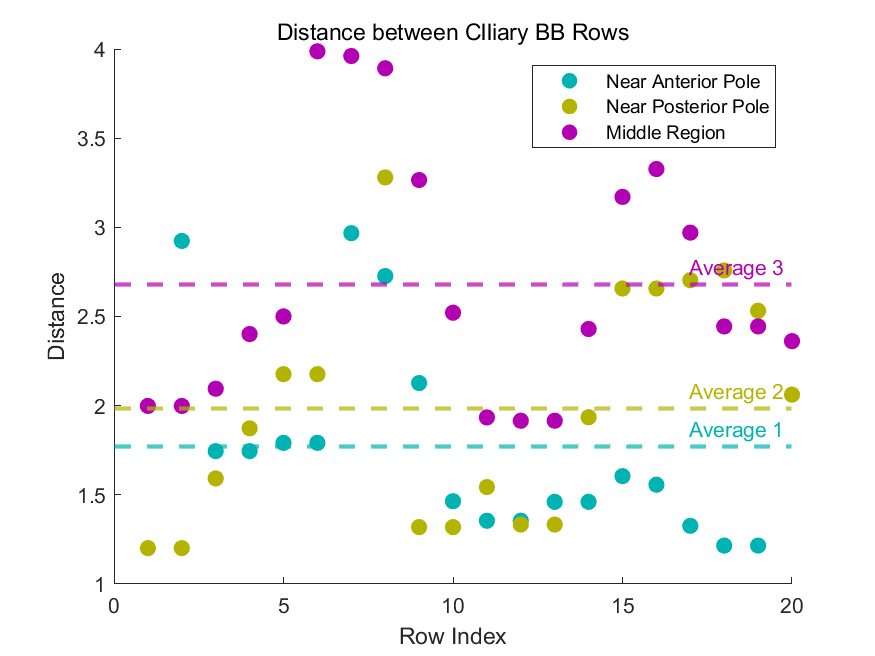 Distance between CIliary BB Rows
4
3.5
3
2.5
2
1.5
1
0
5
10
15
20
Distance
Row Index
Near Anterior Pole
Near Posterior Pole
Middle Region
Average 3
Average 2
Average 1